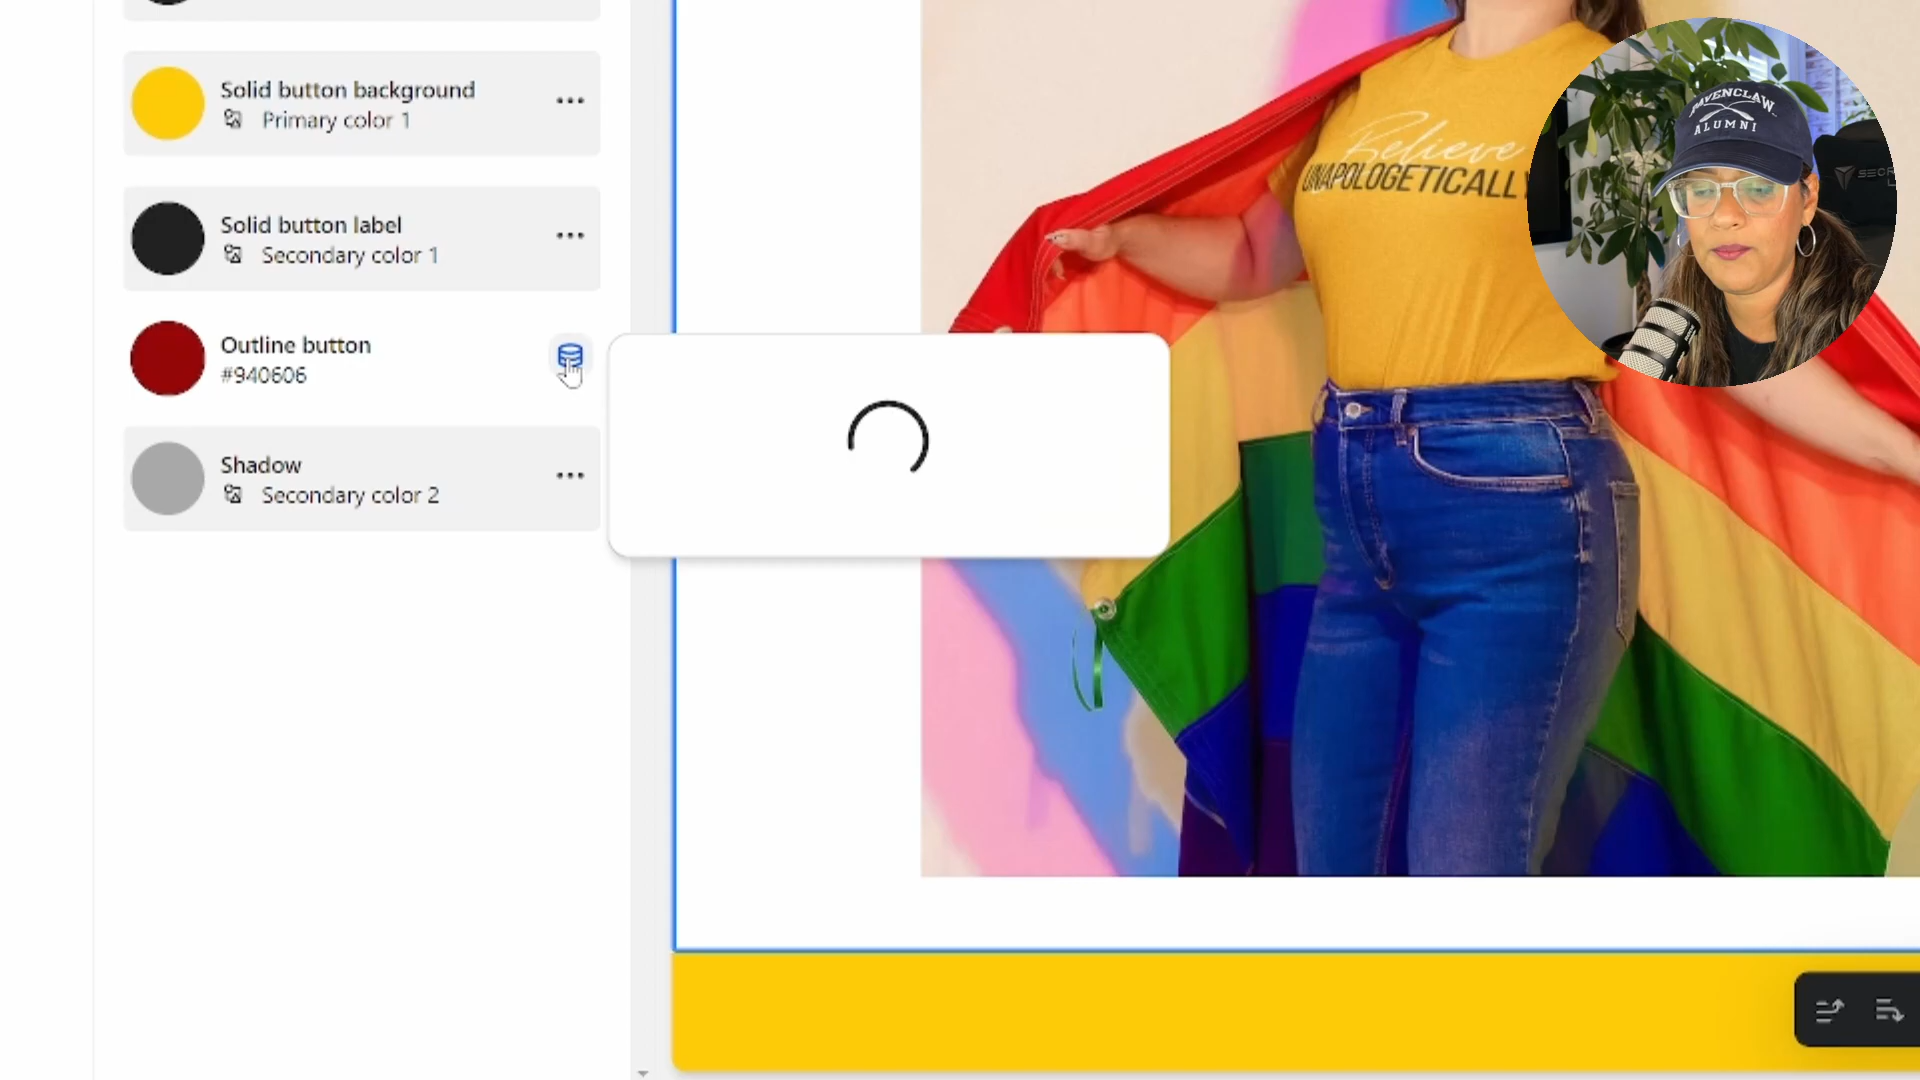 Solid button background
Primary color 1
Solid button label
Secondary color 1
Outline button
#940606
Shadow
Secondary color 2
Believe
UNAPOLOGETICALLY
RAVENCLAW
ALUMNI